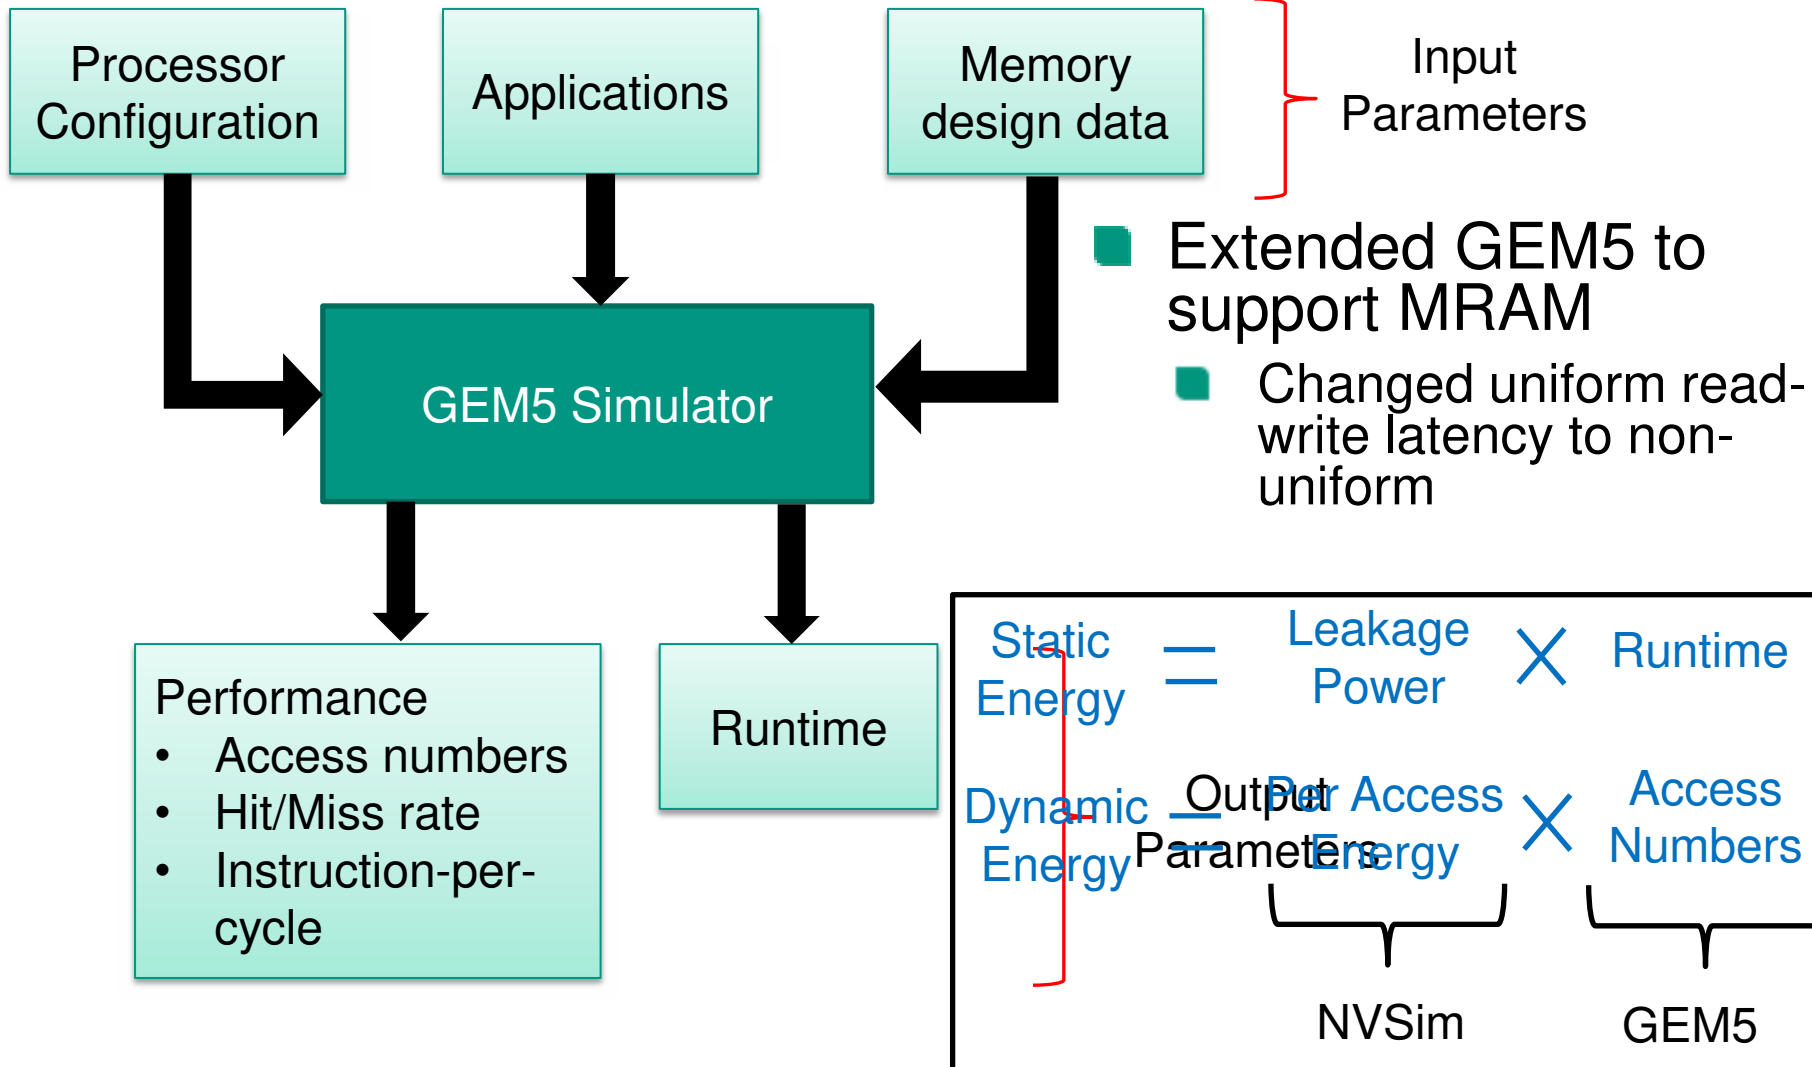 Processor
Configuration
Applications
Memory
design data
Input
Parameters
Extended GEM5 to
support MRAM
Changed uniform read-
write latency to non-
uniform
GEM5 Simulator
Performance
• Access numbers
• Hit/Miss rate
• Instruction-per-
cycle
Runtime
Output
Parameters
Static
Energy
=
Leakage
Power
×
Runtime
Dynamic
Energy
=
Per Access
Energy
×
Access
Numbers
NVSim
GEM5